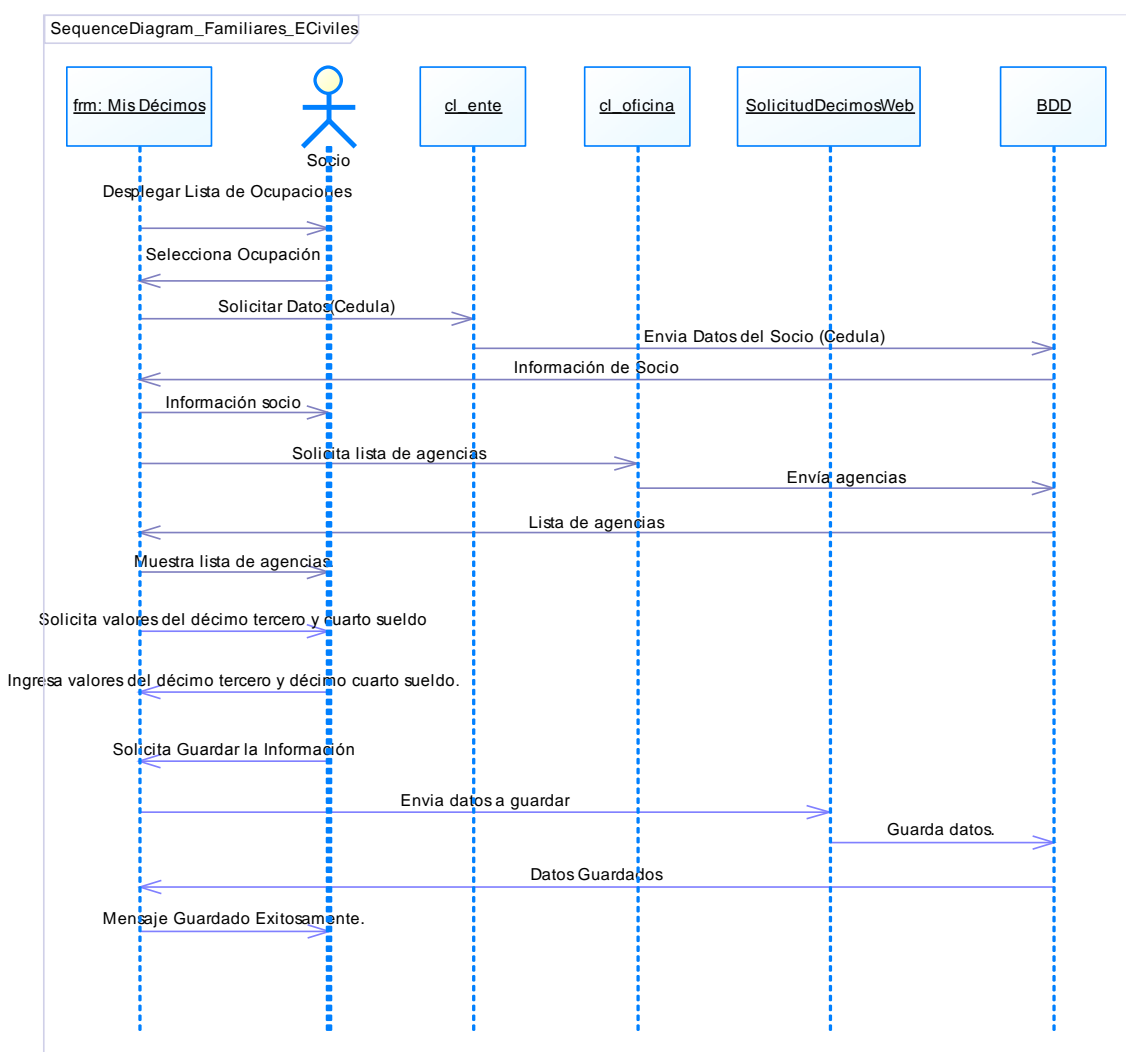 SequenceDiagram_Familiares_ECiviles
frm: Mis Décimos
cl_ente
cl_oficina
SolicitudDecimosWeb
BDD
Socio
Desplegar Lista de Ocupaciones
Selecciona Ocupación
Solicitar Datos(Cedula)
Envia Datos del Socio (Cedula)
Información de Socio
Información socio
Solicita lista de agencias
Envía agencias
Lista de agencias
Muestra lista de agencias
Solicita valores del décimo tercero y cuarto sueldo
Ingresa valores del décimo tercero y décimo cuarto sueldo.
Solicita Guardar la Información
Envia datos a guardar
Guarda datos.
Datos Guardados
Mensaje Guardado Exitosamente.